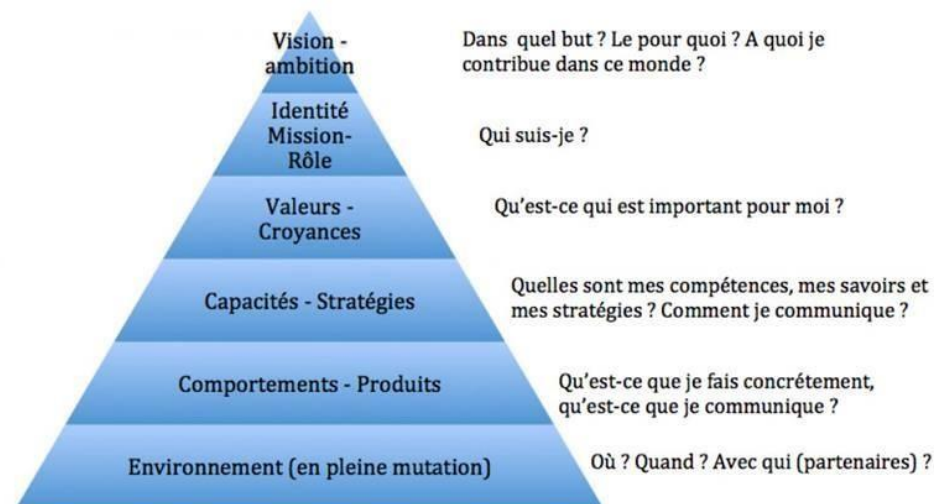 Vision -
ambition
Dans quel but ? Le pour quoi ? A quoi je
contribue dans ce monde ?
Identité
Mission-
Rôle
Qui suis-je ?
Valeurs -
Croyances
Qu'est-ce qui est important pour moi ?
Capacités - Stratégies
Quelles sont mes compétences, mes savoirs et
mes stratégies ? Comment je communique ?
Comportements - Produits
Qu'est-ce que je fais concrétement,
qu'est-ce que je communique ?
Environnement (en pleine mutation)
Où ? Quand ? Avec qui (partenaires) ?